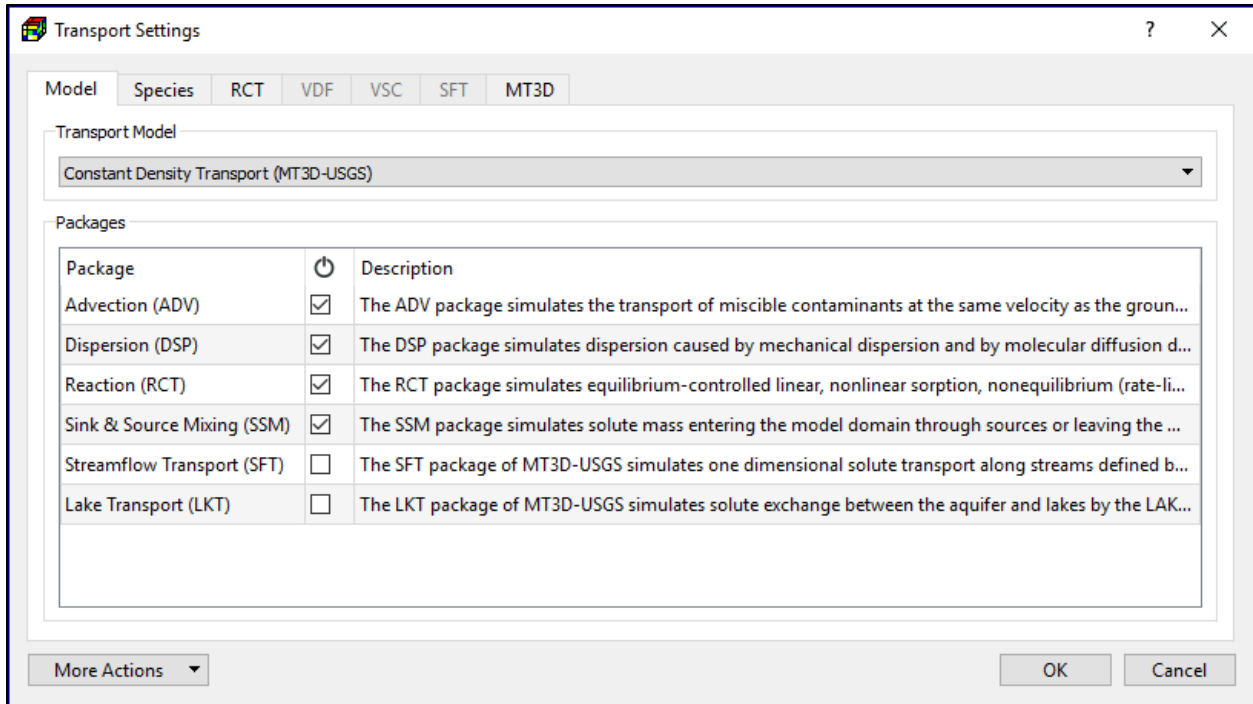 Transport Settings
?
Model Species RCT VDF VSC SFT MT3D
Transport Model
Constant Density Transport (MT3D-USGS)
Packages
Package Description
Advection (ADV) The ADV package simulates the transport of miscible contaminants at the same velocity as the groun...
Dispersion (DSP) The DSP package simulates dispersion caused by mechanical dispersion and by molecular diffusion d...
Reaction (RCT) The RCT package simulates equilibrium-controlled linear, nonlinear sorption, nonequilibrium (rate-li...
Sink & Source Mixing (SSM) The SSM package simulates solute mass entering the model domain through sources or leaving the ...
Streamflow Transport (SFT) The SFT package of MT3D-USGS simulates one dimensional solute transport along streams defined b...
Lake Transport (LKT) The LKT package of MT3D-USGS simulates solute exchange between the aquifer and lakes by the LAK...
More Actions OK Cancel